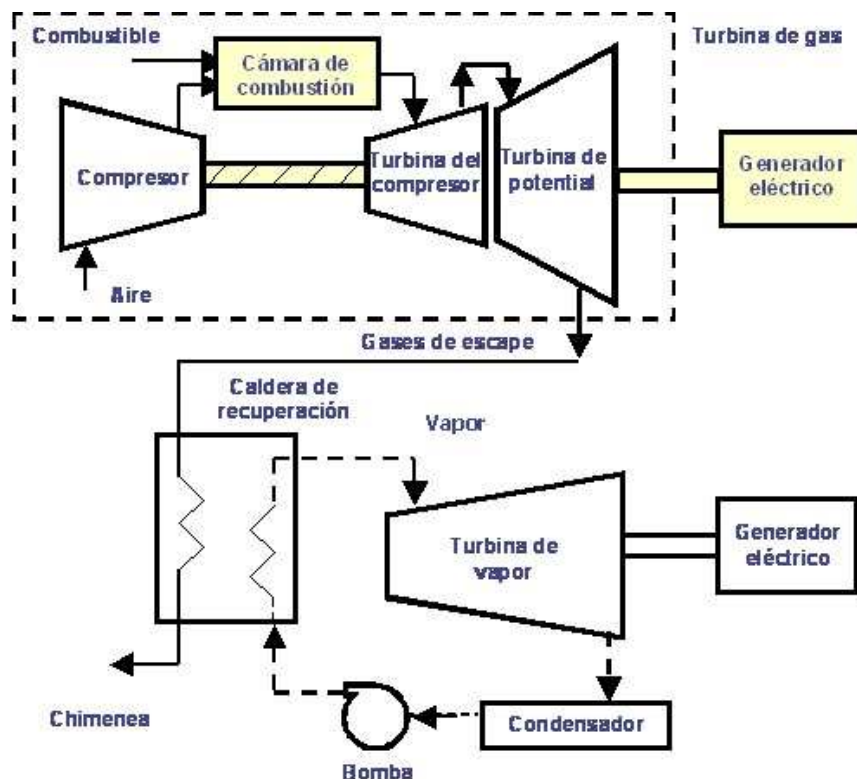 Combustible
Turbina de gas
Cámara de
combustión
Compresor
Turbina del
compresor
Turbina de
potential
Generador
eléctrico
Aire
Gases de escape
Caldera de
recuperación
Vapor
Turbina de
vapor
Generador
eléctrico
Chimenea
Condensador
Bomba